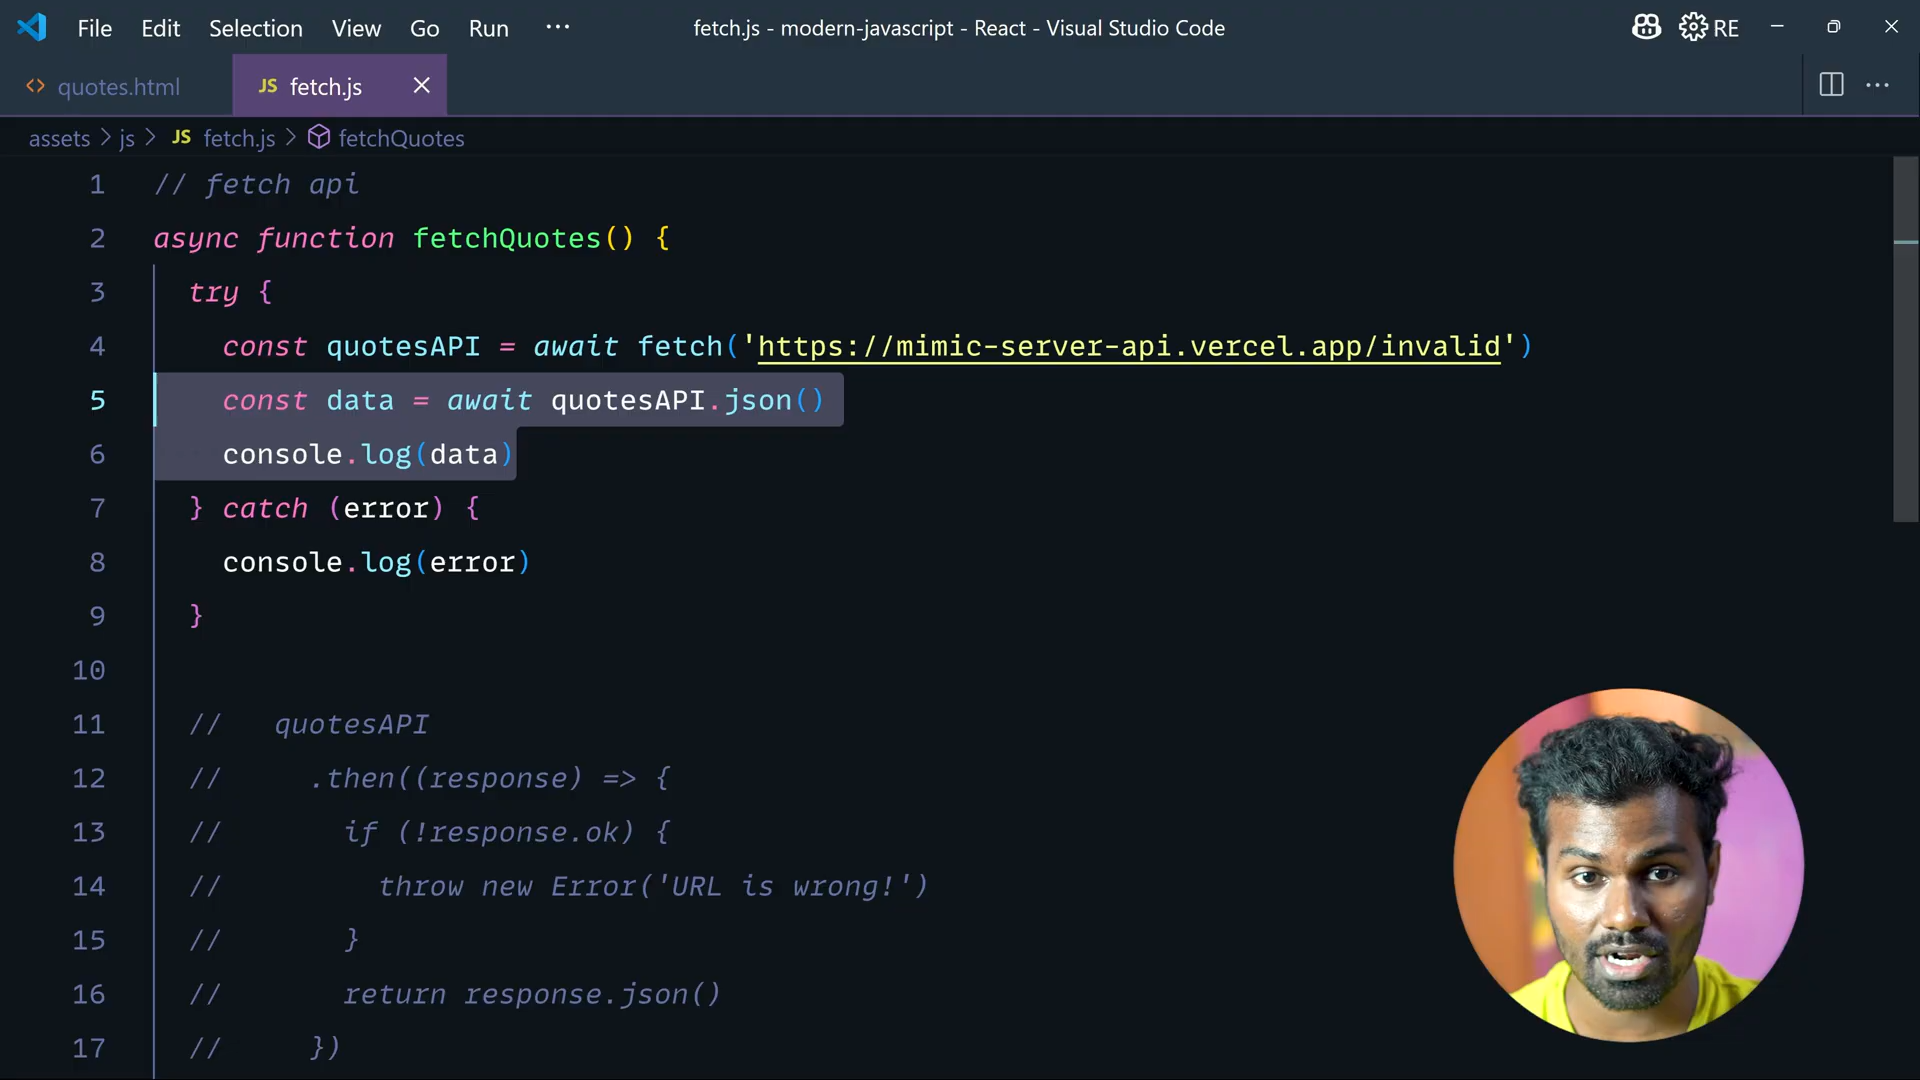 File Edit Selection View Go Run ... fetch.js - modern-javascript - React - Visual Studio Code RE
<> quotes.html JS fetch.js
assets > js > JS fetch.js > fetchQuotes
1 // fetch api
2 async function fetchQuotes() {
3 try {
4 const quotesAPI = await fetch('https://mimic-server-api.vercel.app/invalid')
5 const data = await quotesAPI.json()
6 console.log(data)
7 } catch (error) {
8 console.log(error)
9 }
10
11 // quotesAPI
12 // .then((response) => {
13 // if (!response.ok) {
14 // throw new Error('URL is wrong!')
15 // }
16 // return response.json()
17 // })